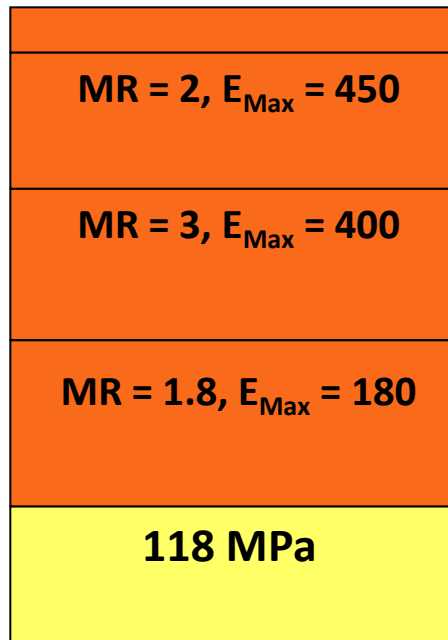 MR = 2, EMax = 450
MR = 3, EMax = 400
MR = 1.8, EMax = 180
118 MPa